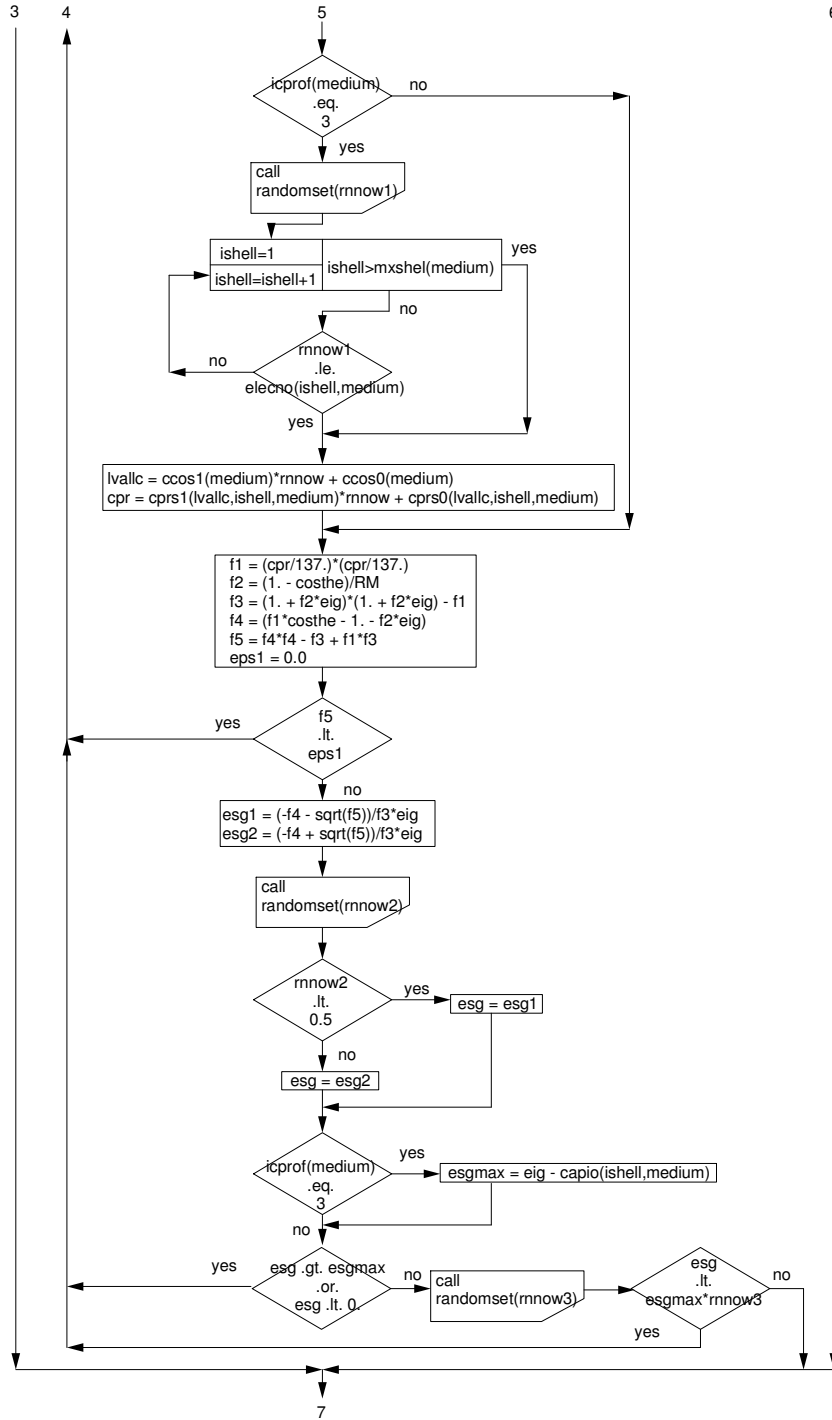 3
4
5
6
icprof(medium)
.eq.
3
no
yes
call
randomset(rnnow1)
ishell=1
ishell=ishell+1
ishell>mxshel(medium)
yes
no
rnnow1
.le.
elecno(ishell,medium)
no
yes
lvallc = ccos1(medium)*rnnow + ccos0(medium)
cpr = cprs1(lvallc,ishell,medium)*rnnow + cprs0(lvallc,ishell,medium)
f1 = (cpr/137.)*(cpr/137.)
f2 = (1. - costhe)/RM
f3 = (1. + f2*eig)*(1. + f2*eig) - f1
f4 = (f1*costhe - 1. - f2*eig)
f5 = f4*f4 - f3 + f1*f3
eps1 = 0.0
f5
.lt.
eps1
yes
no
esg1 = (-f4 - sqrt(f5))/f3*eig
esg2 = (-f4 + sqrt(f5))/f3*eig
call
randomset(rnnow2)
rnnow2
.lt.
0.5
yes
esg = esg1
no
esg = esg2
icprof(medium)
.eq.
3
yes
esgmax = eig - capio(ishell,medium)
no
esg .gt. esgmax
.or.
esg .lt. 0.
yes
no
call
randomset(rnnow3)
esg
.lt.
esgmax*rnnow3
no
yes
7